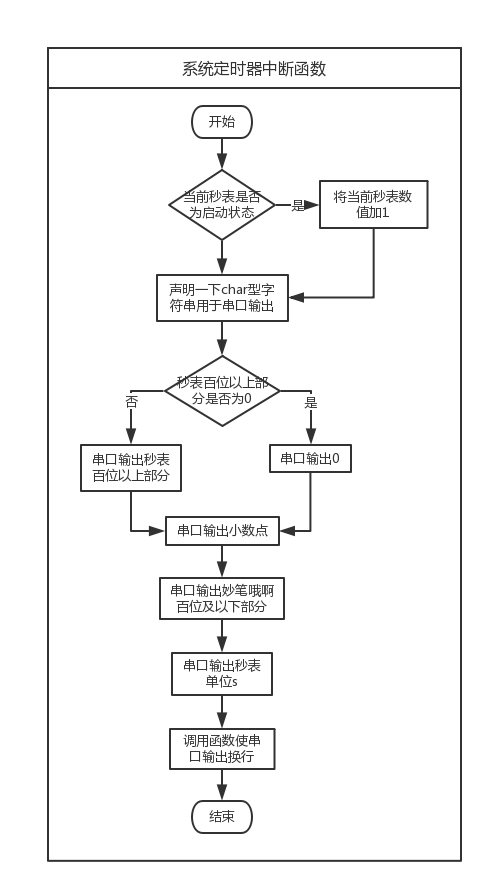 系统定时器中断函数
开始
当前秒表是否
为启动状态
是
将当前秒表数
值加1
声明一下char型字
符串用于串口输出
秒表百位以上部
分是否为0
否
是
串口输出秒表
百位以上部分
串口输出0
串口输出小数点
串口输出妙笔哦啊
百位及以下部分
串口输出秒表
单位s
调用函数使串
口输出换行
结束